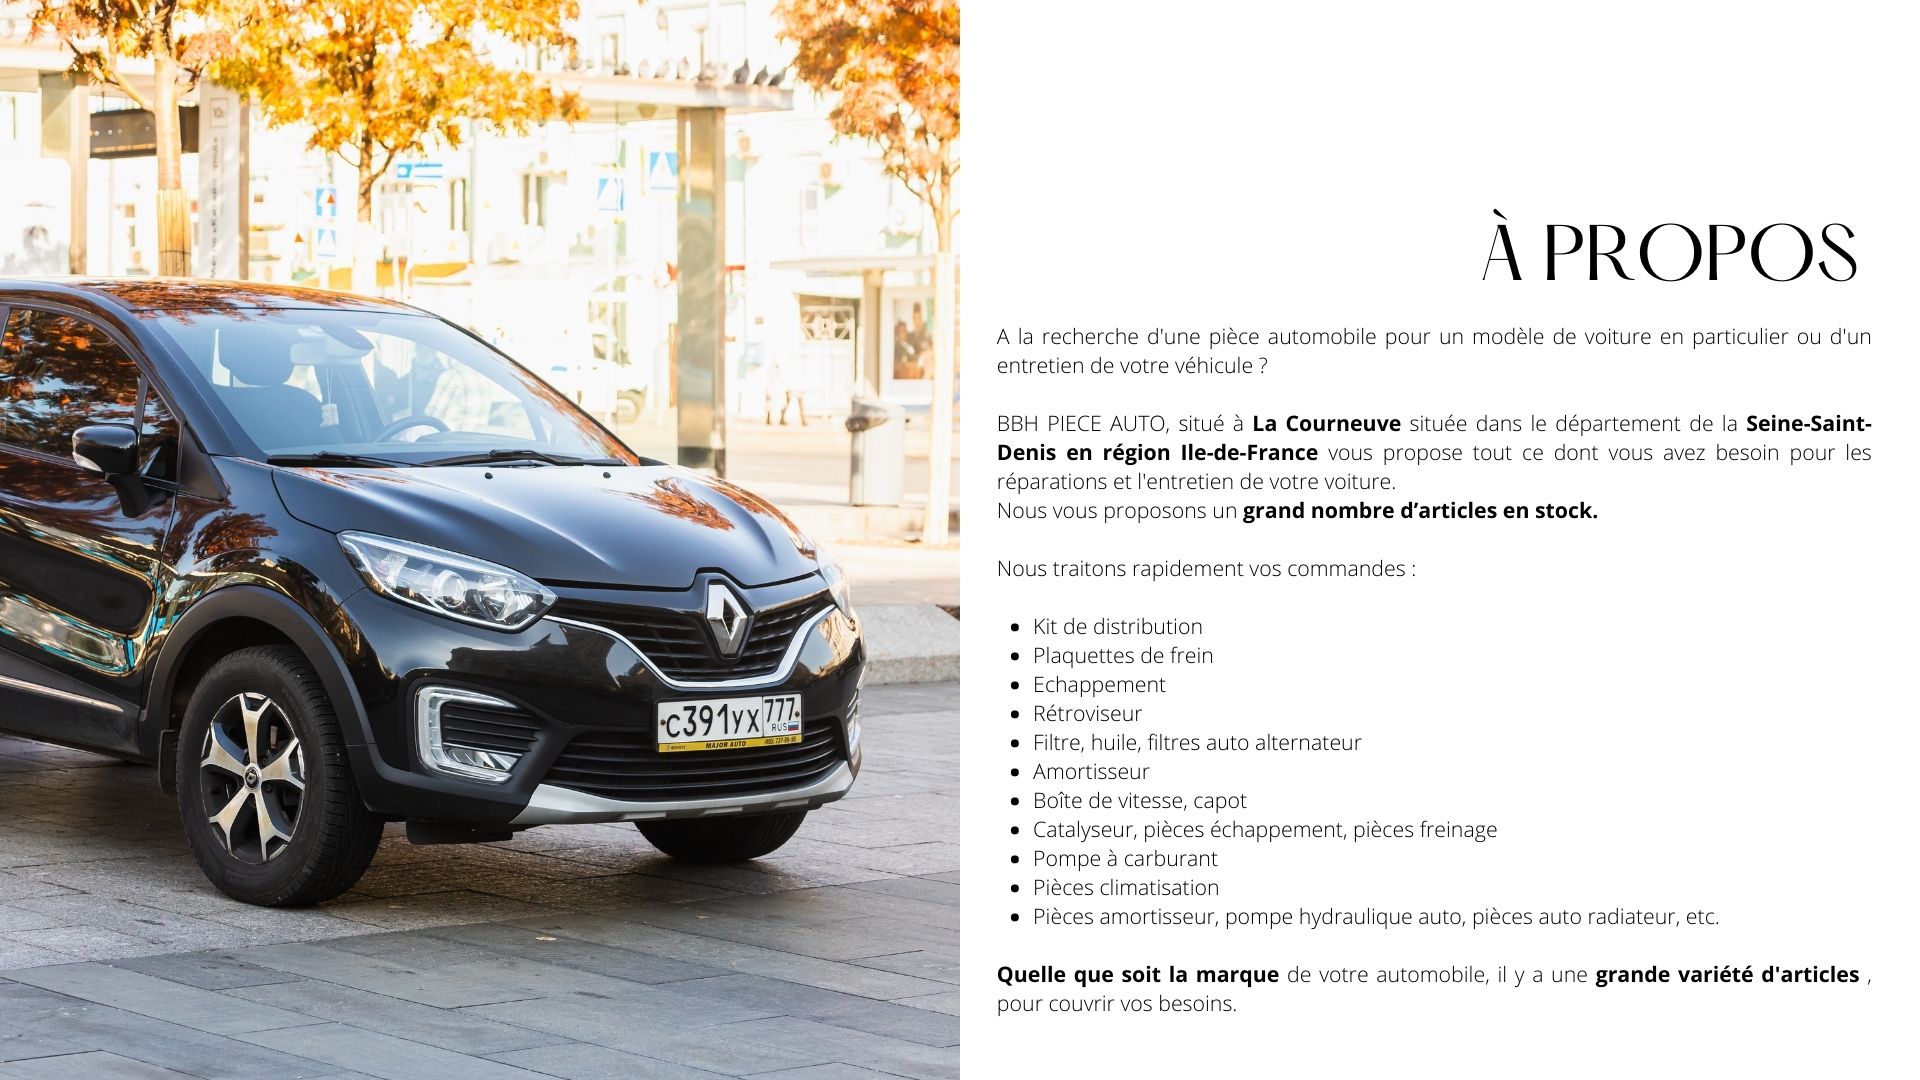 À PROPOS
A la recherche d'une pièce automobile pour un modèle de voiture en particulier ou d'un
entretien de votre véhicule ?
BBH PIECE AUTO, situé à La Courneuve située dans le département de la Seine-Saint-
Denis en région Ile-de-France vous propose tout ce dont vous avez besoin pour les
réparations et l'entretien de votre voiture.
Nous vous proposons un grand nombre d’articles en stock.
Nous traitons rapidement vos commandes :
Kit de distribution
Plaquettes de frein
Echappement
Rétroviseur
Filtre, huile, filtres auto alternateur
Amortisseur
Boîte de vitesse, capot
Catalyseur, pièces échappement, pièces freinage
Pompe à carburant
Pièces climatisation
Pièces amortisseur, pompe hydraulique auto, pièces auto radiateur, etc.
Quelle que soit la marque de votre automobile, il y a une grande variété d'articles ,
pour couvrir vos besoins.
с391ух 777
RUS
MAJOR AUTO